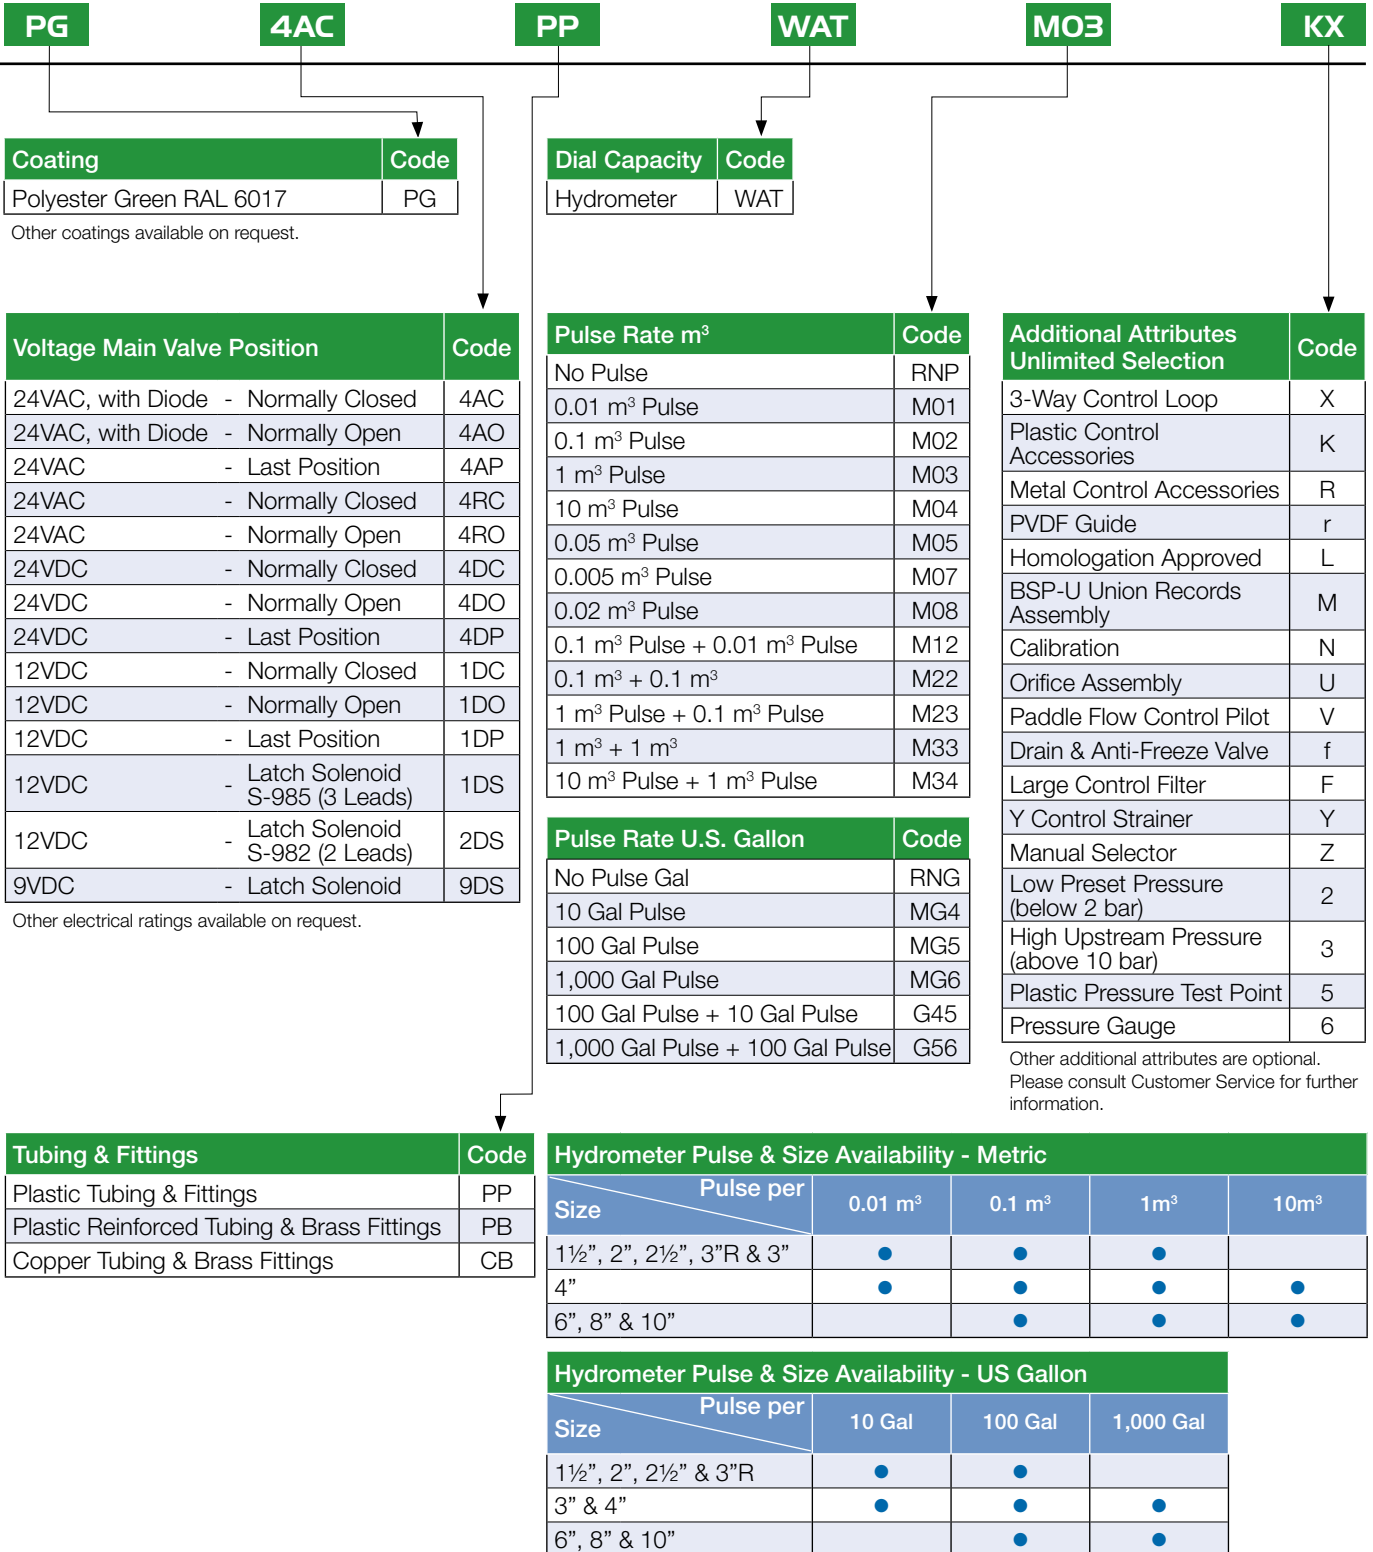 PG 4AC PP WAT M03 KX
Coating Code
Polyester Green RAL 6017 PG
Other coatings available on request.
Dial Capacity Code
Hydrometer WAT
Voltage Main Valve Position Code
24VAC, with Diode - Normally Closed 4AC
24VAC, with Diode - Normally Open 4AO
24VAC - Last Position 4AP
24VAC - Normally Closed 4RC
24VAC - Normally Open 4RO
24VDC - Normally Closed 4DC
24VDC - Normally Open 4DO
24VDC - Last Position 4DP
12VDC - Normally Closed 1DC
12VDC - Normally Open 1DO
12VDC - Last Position 1DP
12VDC - Latch Solenoid
S-985 (3 Leads) 1DS
12VDC - Latch Solenoid
S-982 (2 Leads) 2DS
9VDC - Latch Solenoid 9DS
Other electrical ratings available on request.
Pulse Rate m³ Code
No Pulse RNP
0.01 m³ Pulse M01
0.1 m³ Pulse M02
1 m³ Pulse M03
10 m³ Pulse M04
0.05 m³ Pulse M05
0.005 m³ Pulse M07
0.02 m³ Pulse M08
0.1 m³ Pulse + 0.01 m³ Pulse M12
0.1 m³ + 0.1 m³ M22
1 m³ Pulse + 0.1 m³ Pulse M23
1 m³ + 1 m³ M33
10 m³ Pulse + 1 m³ Pulse M34
Pulse Rate U.S. Gallon Code
No Pulse Gal RNG
10 Gal Pulse MG4
100 Gal Pulse MG5
1,000 Gal Pulse MG6
100 Gal Pulse + 10 Gal Pulse G45
1,000 Gal Pulse + 100 Gal Pulse G56
Additional Attributes
Unlimited Selection Code
3-Way Control Loop X
Plastic Control
Accessories K
Metal Control Accessories R
PVDF Guide r
Homologation Approved L
BSP-U Union Records
Assembly M
Calibration N
Orifice Assembly U
Paddle Flow Control Pilot V
Drain & Anti-Freeze Valve f
Large Control Filter F
Y Control Strainer Y
Manual Selector Z
Low Preset Pressure
(below 2 bar) 2
High Upstream Pressure
(above 10 bar) 3
Plastic Pressure Test Point 5
Pressure Gauge 6
Other additional attributes are optional.
Please consult Customer Service for further
information.
Tubing & Fittings Code
Plastic Tubing & Fittings PP
Plastic Reinforced Tubing & Brass Fittings PB
Copper Tubing & Brass Fittings CB
Hydrometer Pulse & Size Availability - Metric
Pulse per
Size 0.01 m³ 0.1 m³ 1m³ 10m³
1½”, 2”, 2½”, 3”R & 3” ● ● ●
4” ● ● ● ●
6”, 8” & 10” ● ● ●
Hydrometer Pulse & Size Availability - US Gallon
Pulse per
Size 10 Gal 100 Gal 1,000 Gal
1½”, 2”, 2½” & 3”R ● ●
3” & 4” ● ● ●
6”, 8” & 10” ● ●